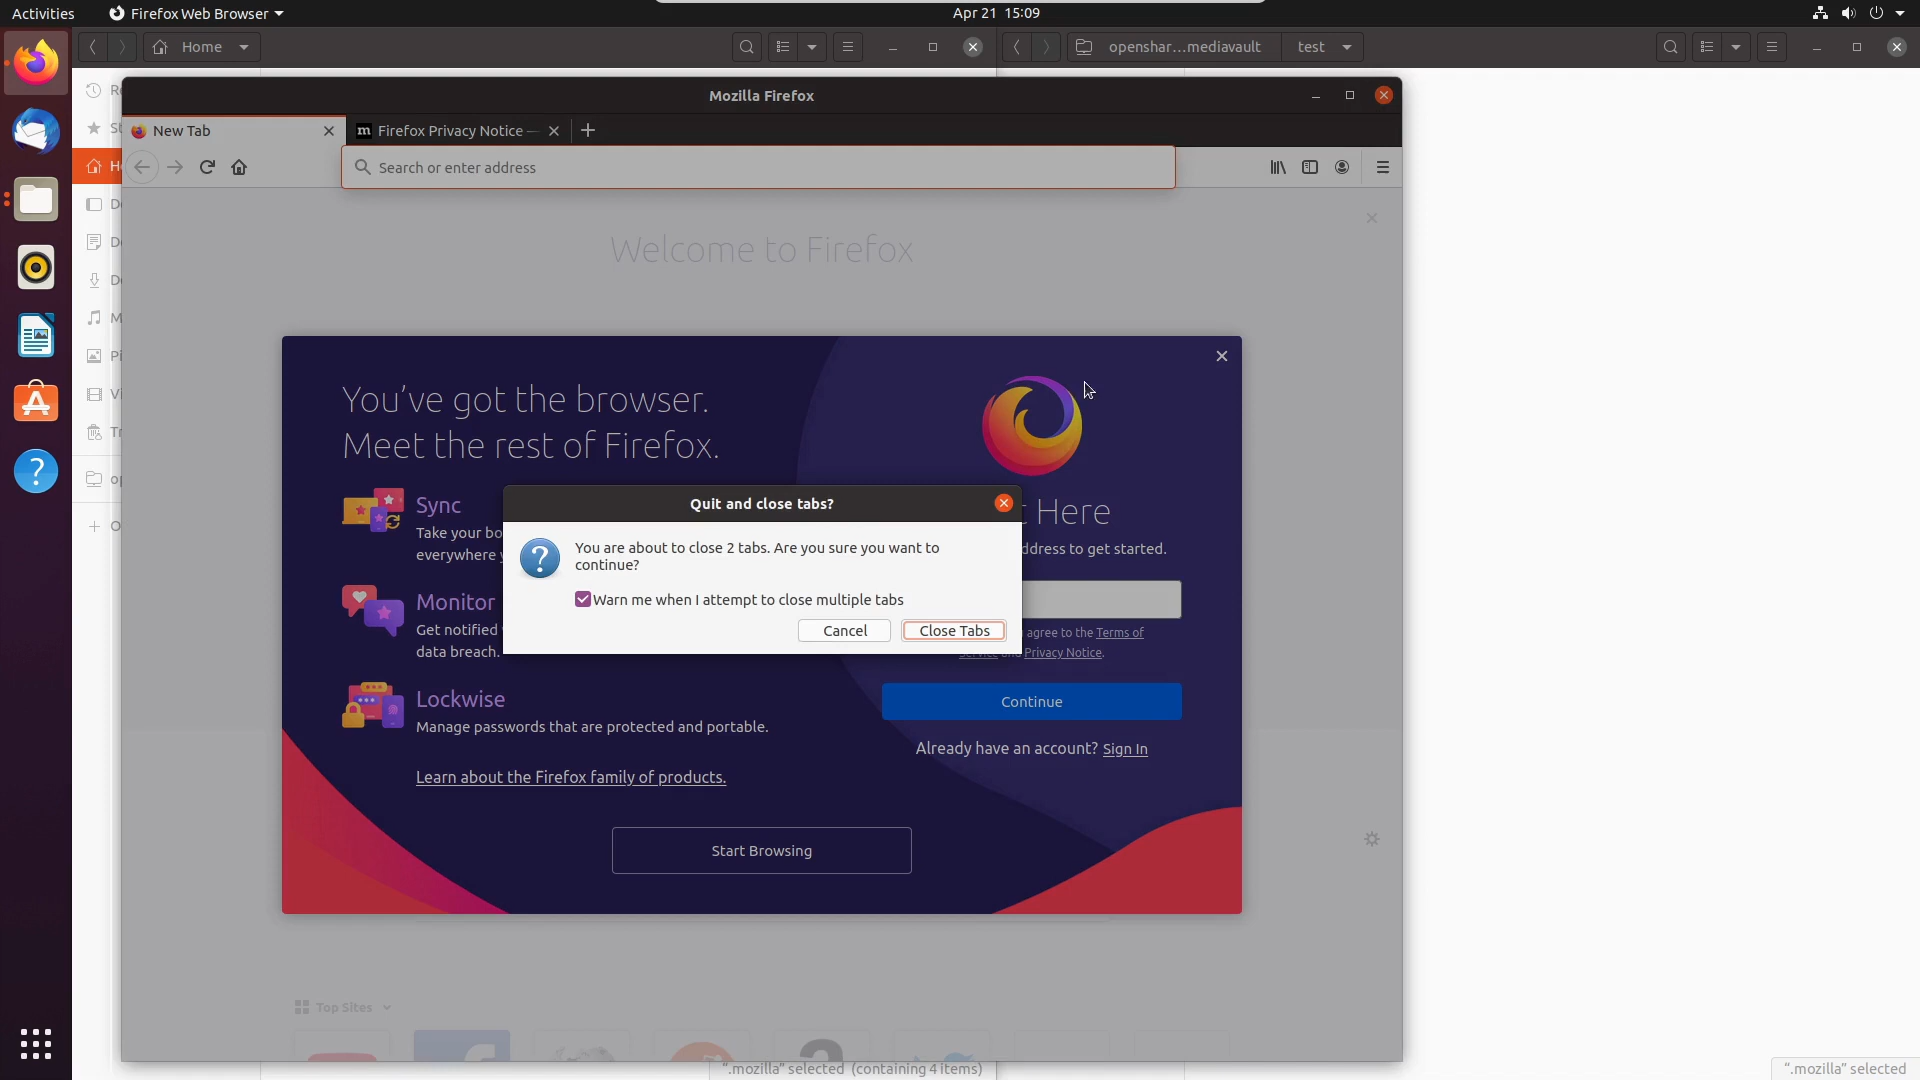 Activities
Firefox Web Browser
Apr 21 15:09
Home
openshar...mediavault
test
Mozilla Firefox
New Tab
Firefox Privacy Notice —
Search or enter address
Welcome to Firefox
You've got the browser.
Meet the rest of Firefox.
Sync
Take your bo
everywhere y
Monitor
Get notified
data breach.
Lockwise
Manage passwords that are protected and portable.
Learn about the Firefox family of products.
Start Browsing
Quit and close tabs?
You are about to close 2 tabs. Are you sure you want to
continue?
Warn me when I attempt to close multiple tabs
Cancel
Close Tabs
t Here
ddress to get started.
agree to the Terms of
Service and Privacy Notice.
Continue
Already have an account? Sign In
Top Sites
".mozilla" selected (containing 4 items)
".mozilla" selected